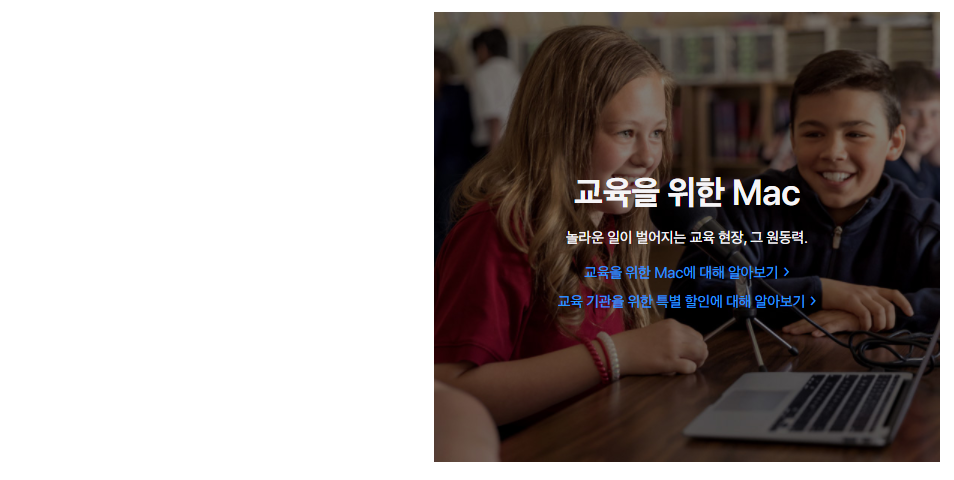 교육을 위한 Mac
놀라운 일이 벌어지는 교육 현장, 그 원동력.
교육을 위한 Mac에 대해 알아보기 >
교육 기관을 위한 특별 할인에 대해 알아보기 >